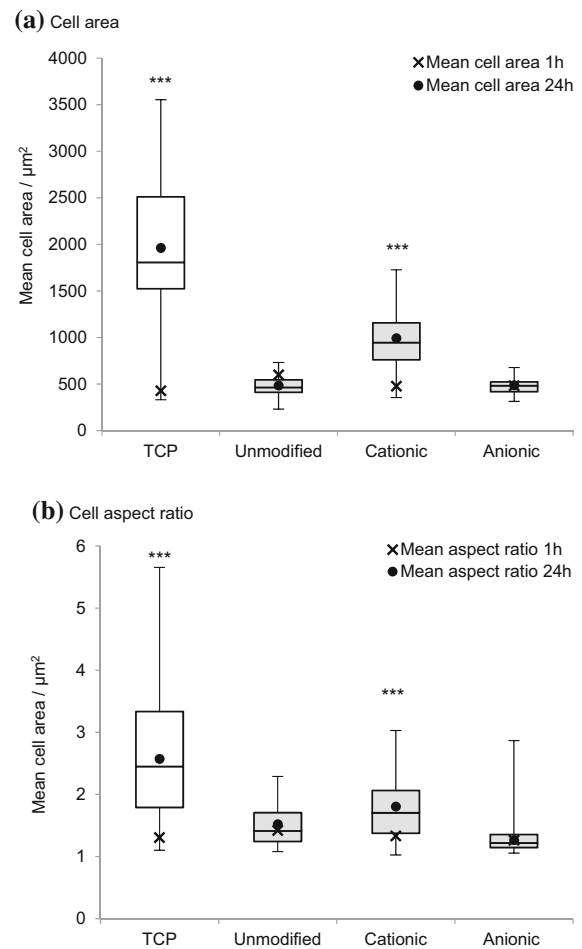 (a) Cell area
4000
3500
3000
2500
2000
1500
1000
500
0
Mean cell area / µm²
***
***
Mean cell area 1h
Mean cell area 24h
TCP Unmodified Cationic Anionic
(b) Cell aspect ratio
6
5
4
3
2
1
0
Mean cell area / µm²
***
***
Mean aspect ratio 1h
Mean aspect ratio 24h
TCP Unmodified Cationic Anionic